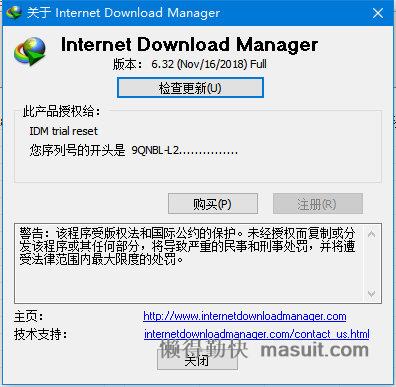 关于 Internet Download Manager
Internet Download Manager
版本: 6.32 (Nov/16/2018) Full
检查更新(U)
此产品授权给:
IDM trial reset
您序列号的开头是 9QNBL-L2...............
购买(P)
注册(R)
警告: 该程序受版权法和国际公约的保护。未经授权而复制或分
发该程序或其任何部分，将导致严重的民事和刑事处罚，并将遭
受法律范围内最大限度的处罚。
主页: http://www.internetdownloadmanager.com
技术支持: internetdownloadmanager.com/contact_us.html
懒得勤快 masuit.com
关闭